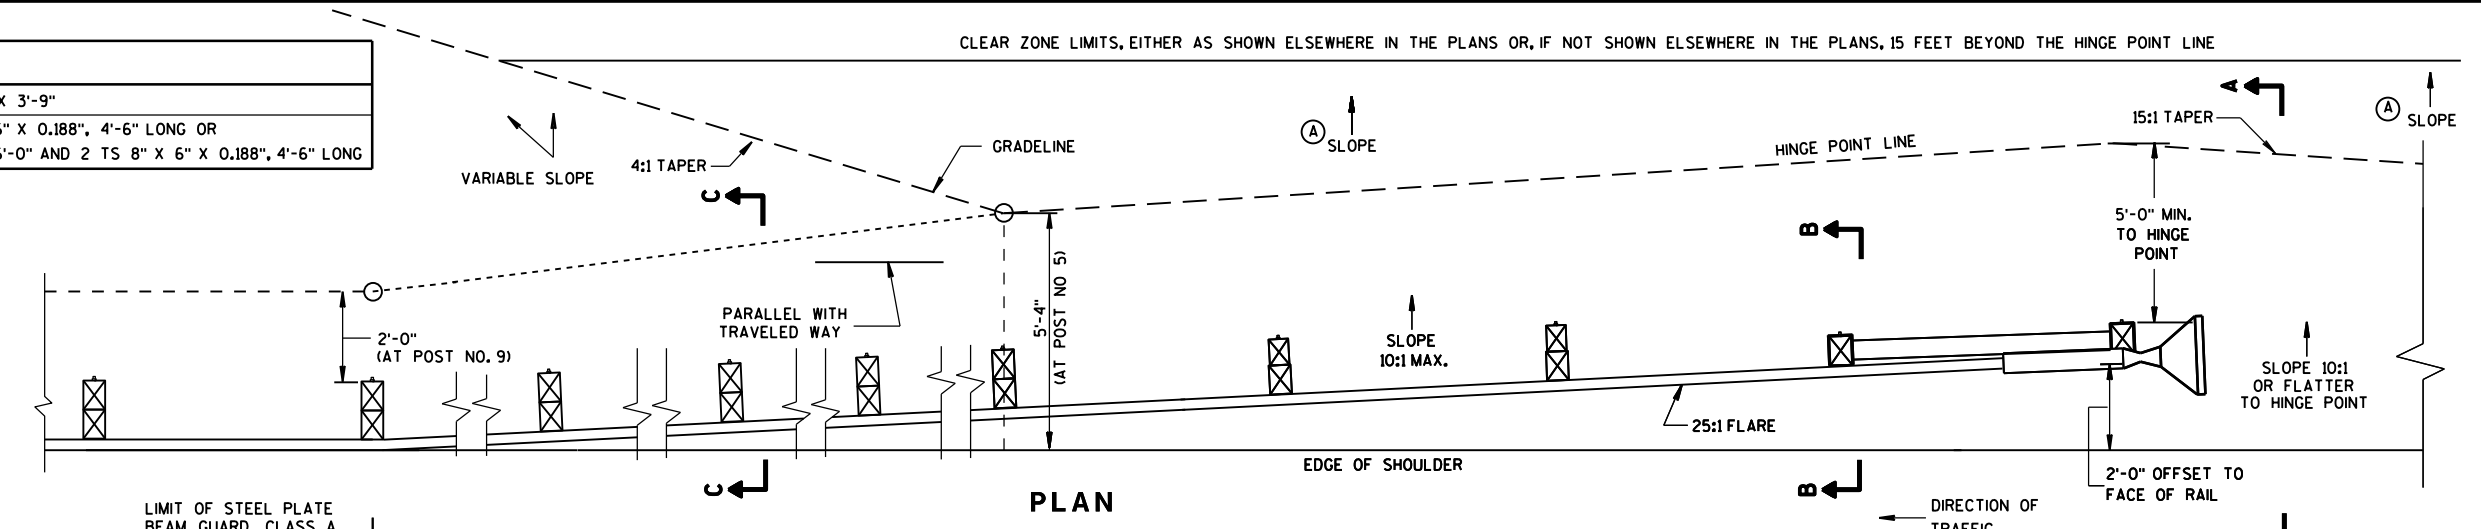 CLEAR ZONE LIMITS, EITHER AS SHOWN ELSEWHERE IN THE PLANS OR, IF NOT SHOWN ELSEWHERE IN THE PLANS, 15 FEET BEYOND THE HINGE POINT LINE
X 3'-9"
" X 0.188", 4'-6" LONG OR
'-0" AND 2 TS 8" X 6" X 0.188", 4'-6" LONG
VARIABLE SLOPE
4:1 TAPER
GRADELINE
A
SLOPE
HINGE POINT LINE
A
15:1 TAPER
A
SLOPE
C
B
5'-0" MIN.
TO HINGE
POINT
2'-0"
(AT POST NO. 9)
PARALLEL WITH
TRAVELED WAY
5'-4"
(AT POST NO 5)
SLOPE
10:1 MAX.
SLOPE 10:1
OR FLATTER
TO HINGE POINT
25:1 FLARE
EDGE OF SHOULDER
2'-0" OFFSET TO
FACE OF RAIL
C
B
PLAN
LIMIT OF STEEL PLATE
BEAM GUARD, CLASS A
DIRECTION OF
TRAFFIC